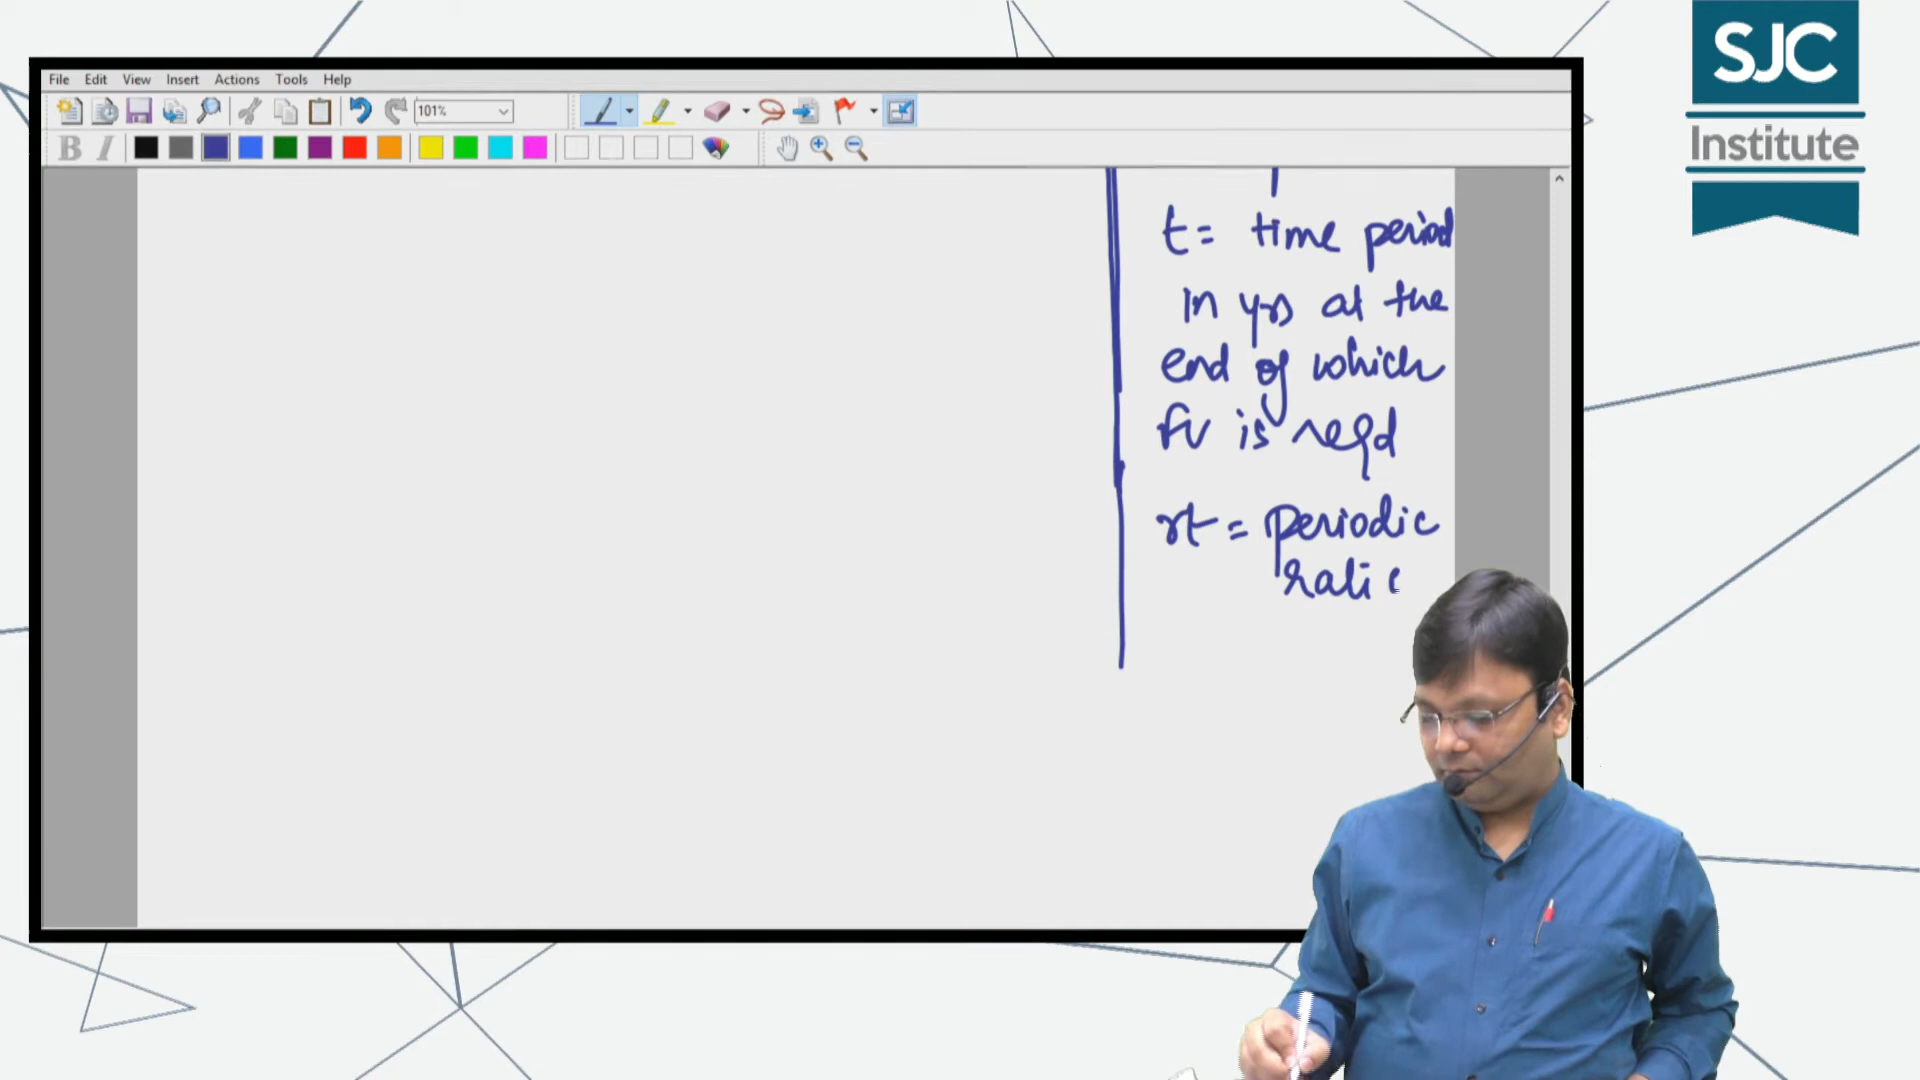 SJC
Institute
File Edit View Insert Actions Tools Help
101%
B I
t = time period
in yrs at the
end of which
FV is reqd
rt = periodic
ratic